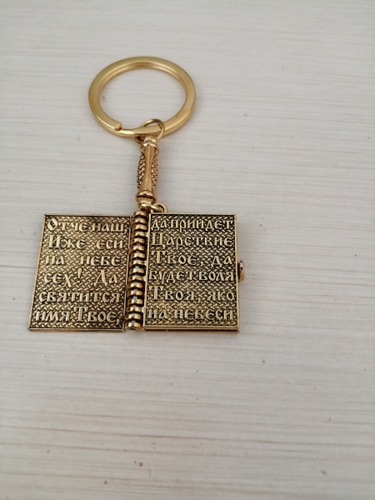 Отче наш
Иже еси
на небе
сех! Да
святится
имя Твое,
да прийдет
Царствие
Твое да
будет воля
Твоя, яко
на небеси